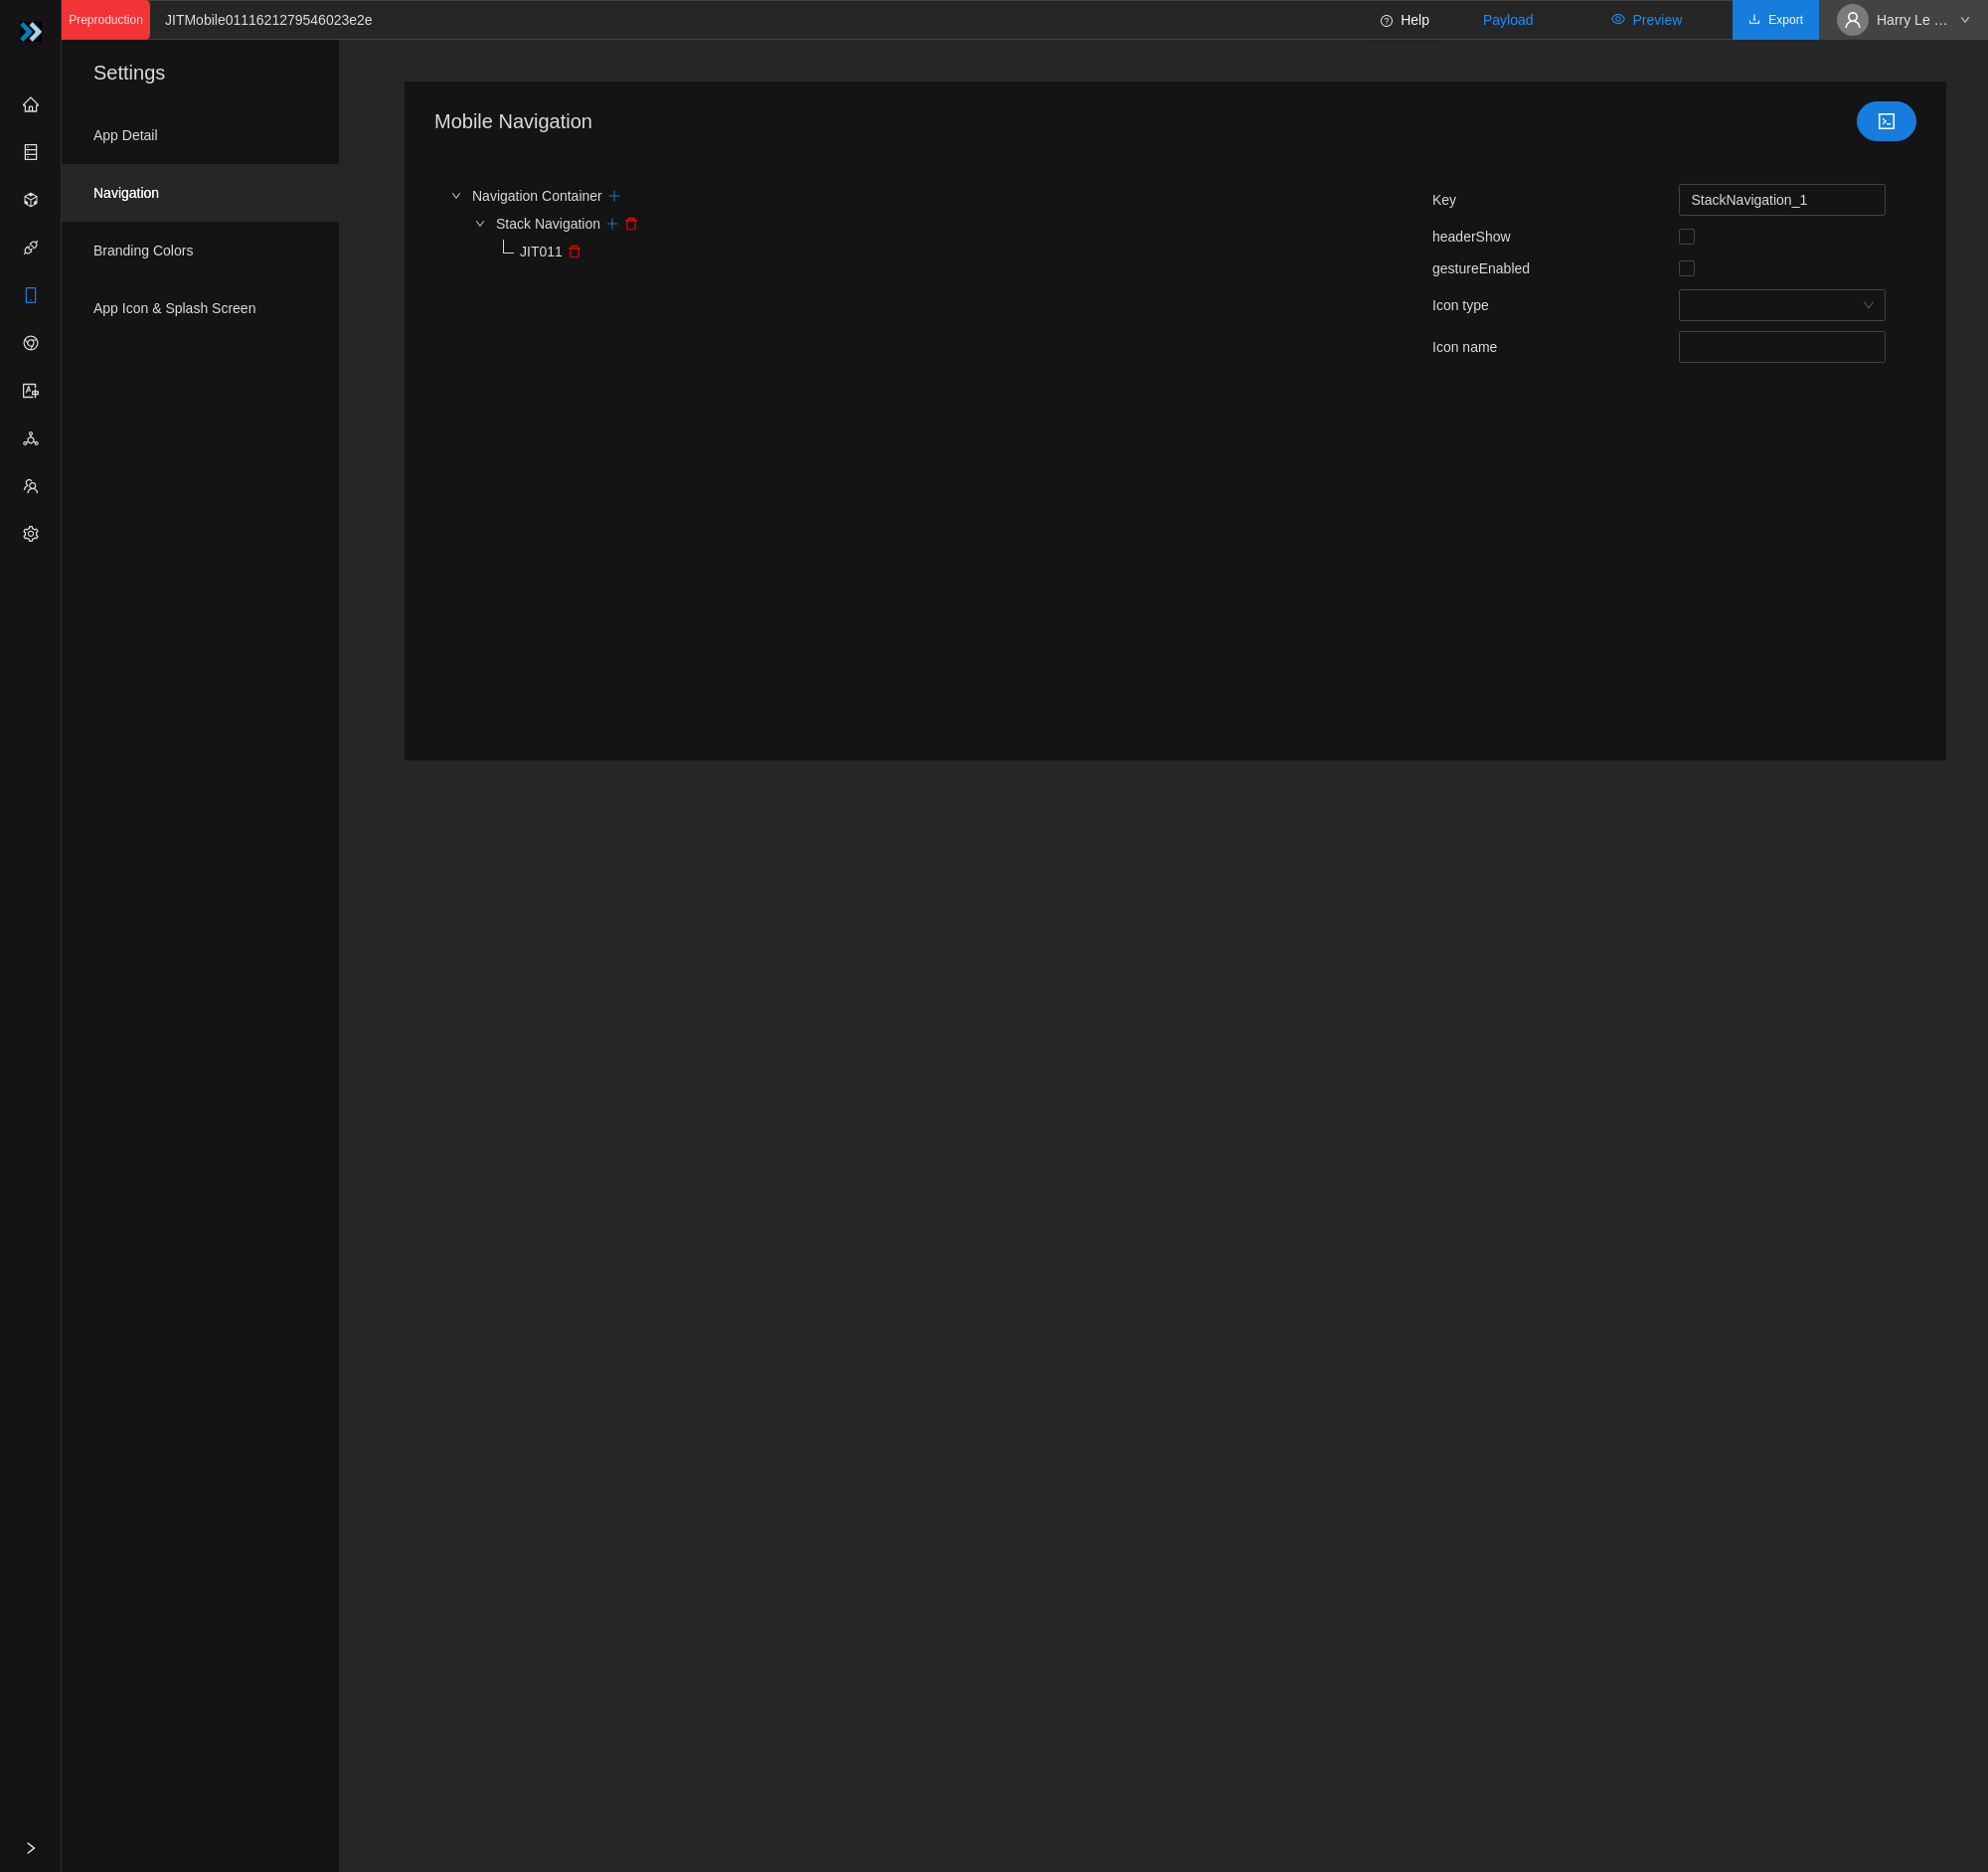 Preproduction
JITMobile0111621279546023e2e
Help
Payload
Preview
Export
Harry Le ...
Settings
App Detail
Navigation
Branding Colors
App Icon & Splash Screen
Mobile Navigation
Navigation Container
Stack Navigation
JIT011
Key
StackNavigation_1
headerShow
gestureEnabled
Icon type
Icon name